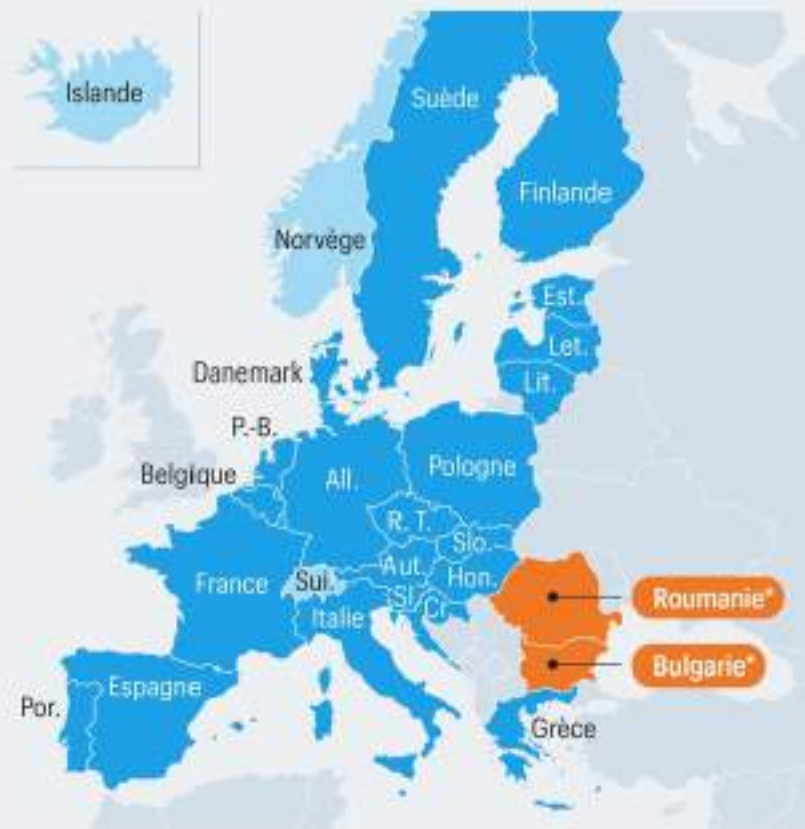 Islande
Suède
Finlande
Norvége
Est.
Let.
Danemark
Lit.
P.-B.
Belgique
All.
Pologne
R. T.
Slo.
Aut.
France
Sui.
Hon.
Roumanie*
Sl.
Cr.
Italie
Bulgarie*
Espagne
Por.
Grèce